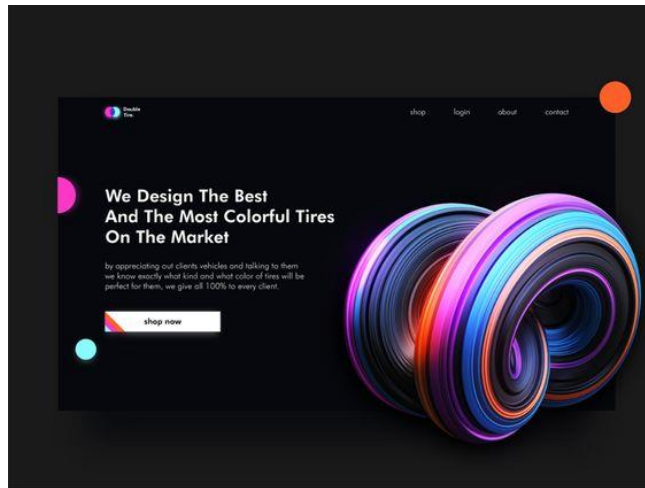 Double
Tire.
shop login about contact
We Design The Best
And The Most Colorful Tires
On The Market
by appreciating out clients vehicles and talking to them
we know exactly what kind and what color of tires will be
perfect for them, we give all 100% to every client.
shop now